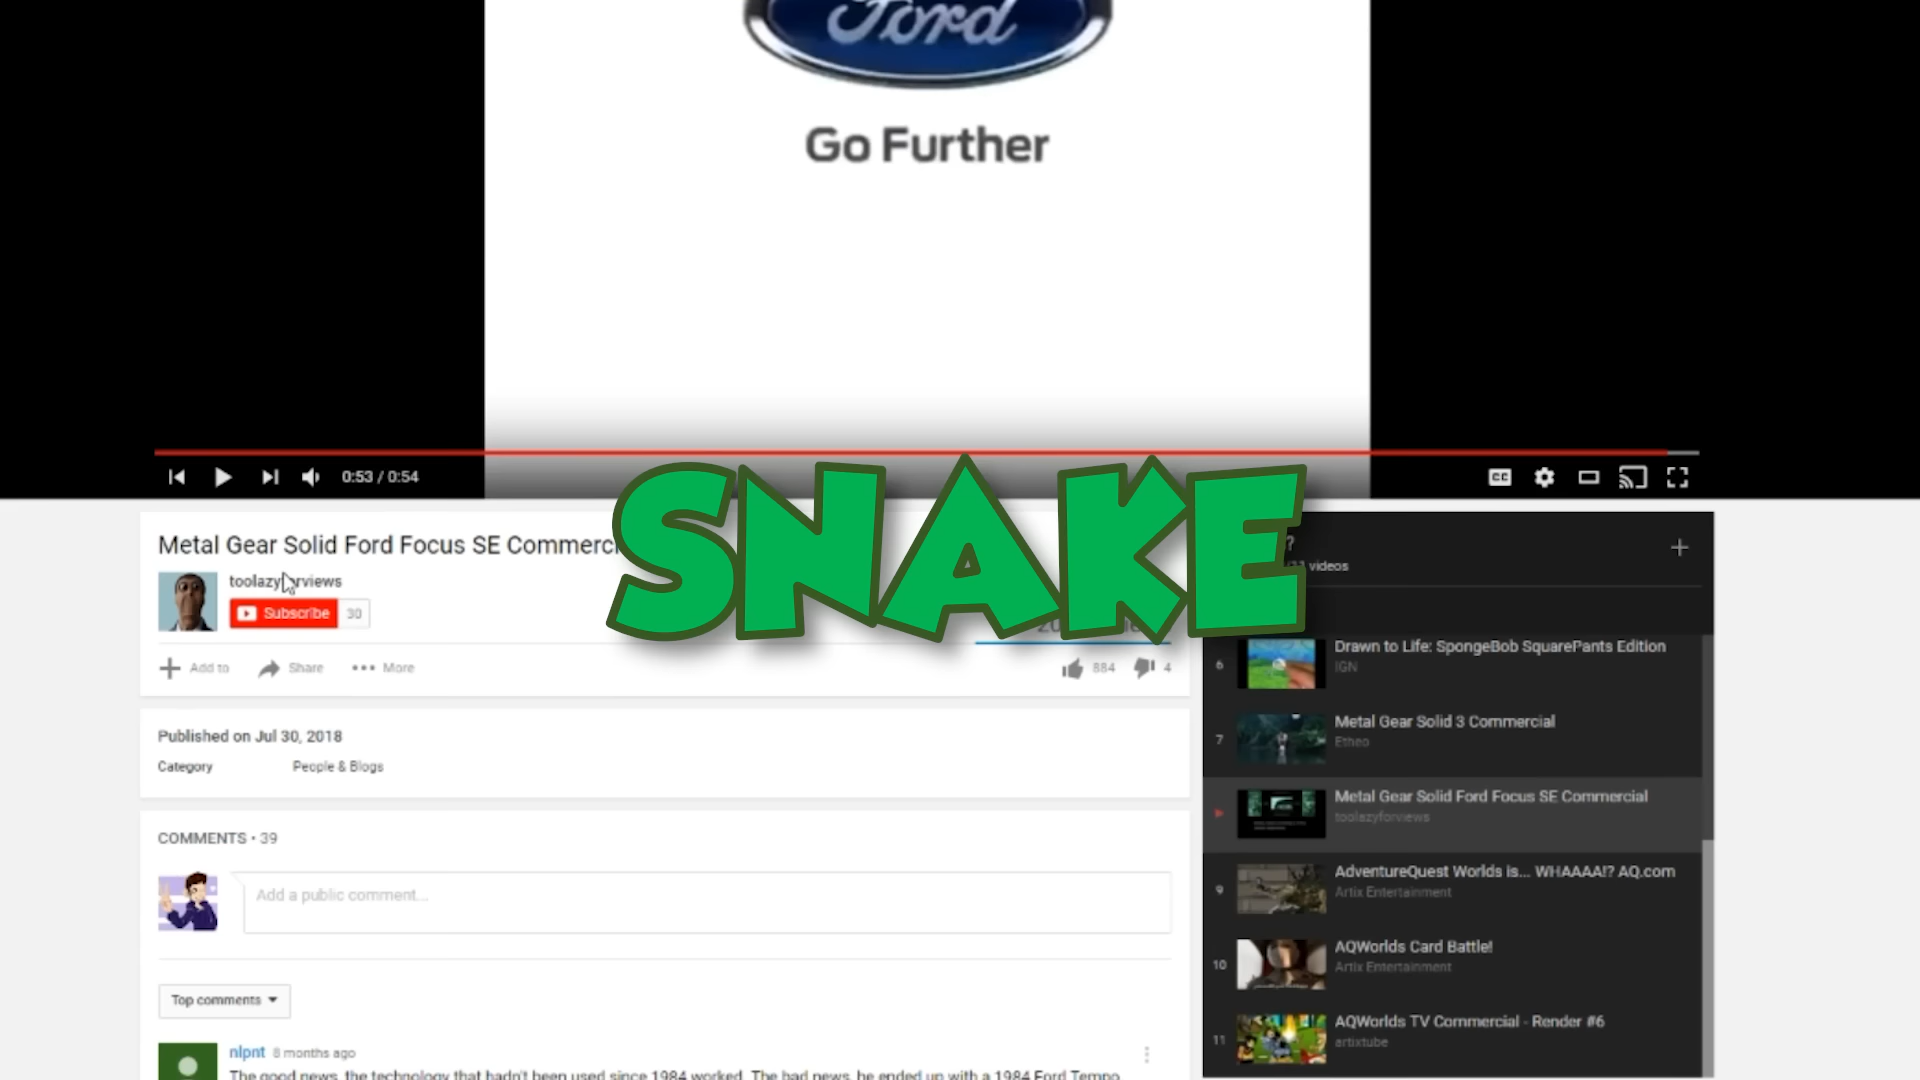 Ford
Go Further
0:53 / 0:54
CC
SNAKE
Metal Gear Solid Ford Focus SE
toolazyforviews
Subscribe 30
Add to Share More
884 4
Published on Jul 30, 2018
Category People & Blogs
COMMENTS • 39
Add a public comment...
Top comments
nlpnt 8 months ago
The good news, the technology that hadn't been used since 1984 worked. The bad news, he ended up with a 1984 Ford Tempo.
?
videos
6
Drawn to Life: SpongeBob SquarePants Edition
IGN
7
Metal Gear Solid 3 Commercial
Etheo
Metal Gear Solid Ford Focus SE Commercial
toolazyforviews
9
AdventureQuest Worlds is... WHAAAA!? AQ.com
Artix Entertainment
10
AQWorlds Card Battle!
Artix Entertainment
11
AQWorlds TV Commercial - Render #6
artixtube